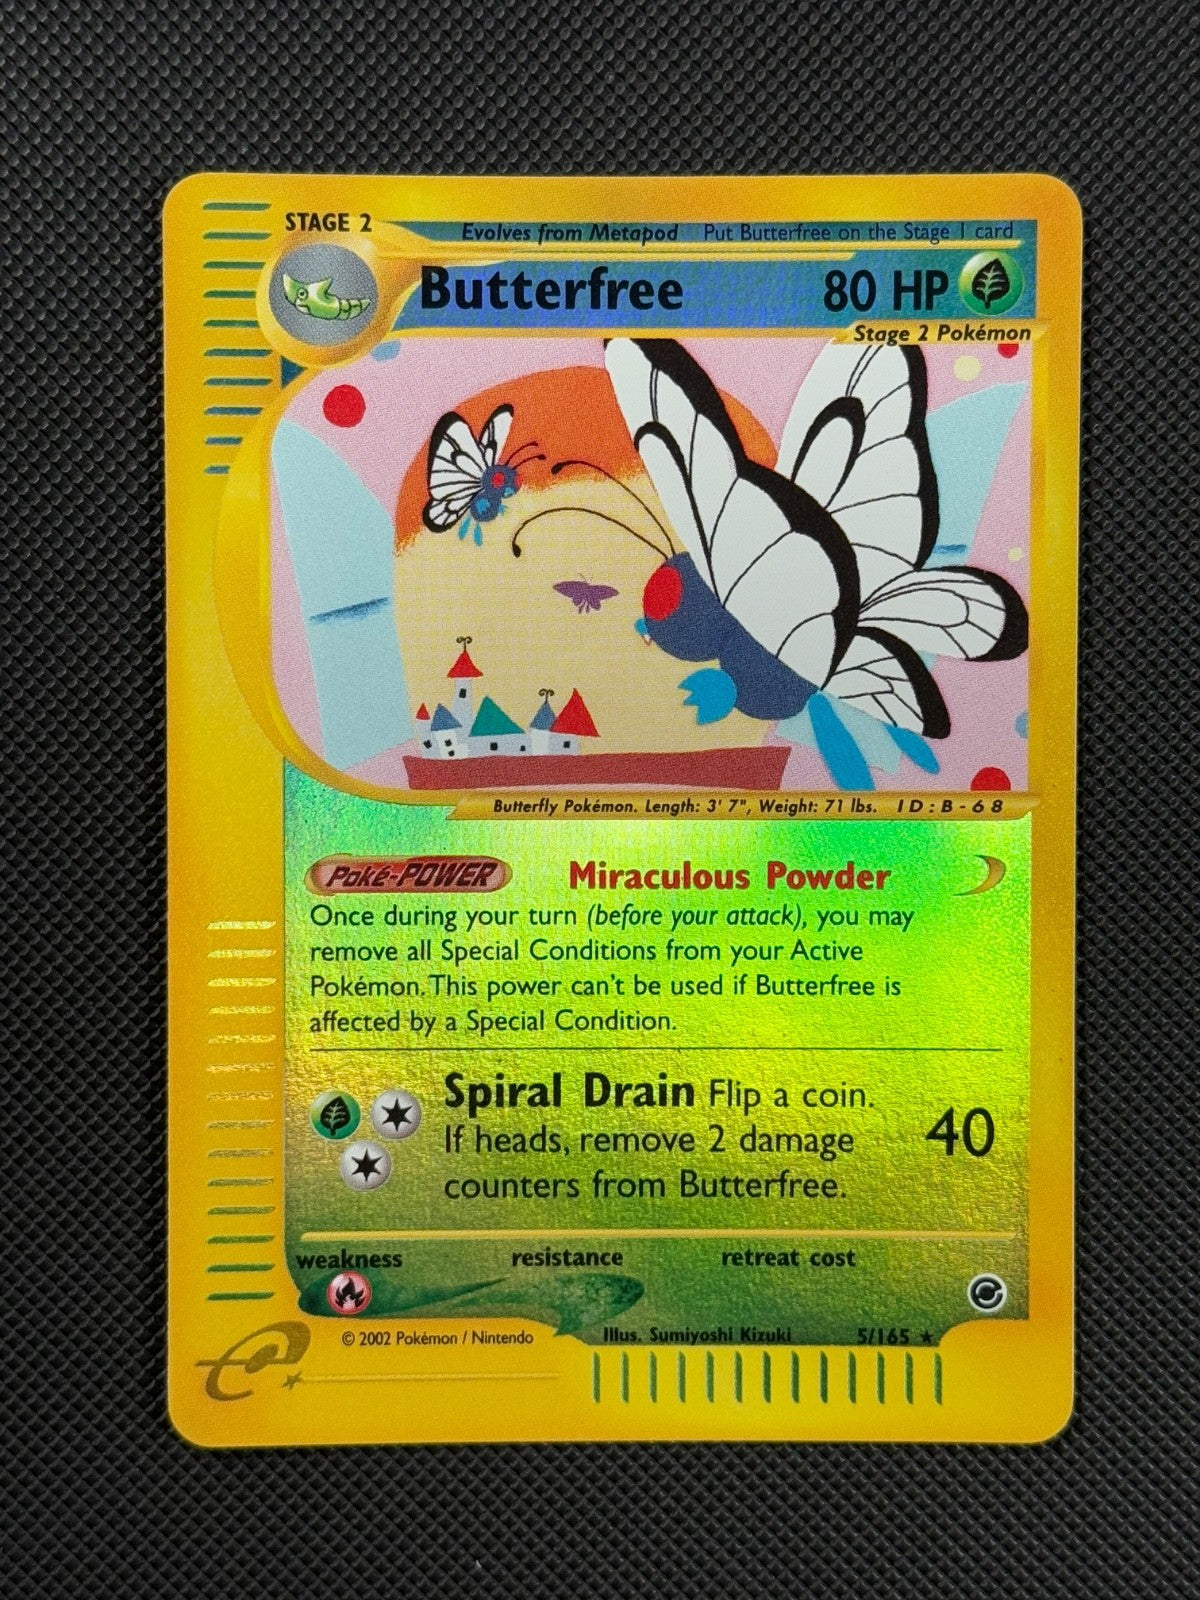 STAGE 2
Evolves from Metapod Put Butterfree on the Stage 1 card
Butterfree 80 HP
Stage 2 Pokémon
Butterfly Pokémon. Length: 3' 7", Weight: 71 lbs. ID:B-68
Poké-POWER Miraculous Powder
Once during your turn (before your attack), you may
remove all Special Conditions from your Active
Pokémon. This power can't be used if Butterfree is
affected by a Special Condition.
Spiral Drain Flip a coin.
If heads, remove 2 damage
counters from Butterfree.
40
weakness resistance retreat cost
© 2002 Pokémon / Nintendo Illus. Sumiyoshi Kizuki 5/165 ★
e